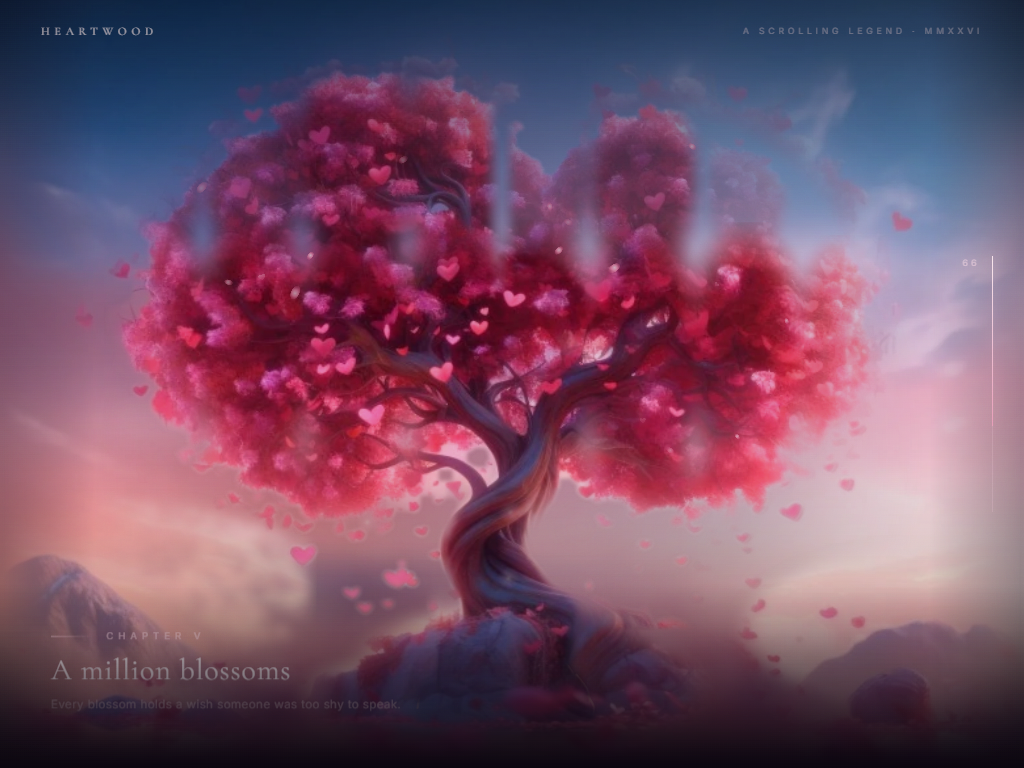 HEARTWOOD
A SCROLLING LEGEND - MMXXVI
66
CHAPTER V
A million blossoms
Every blossom holds a wish someone was too shy to speak.